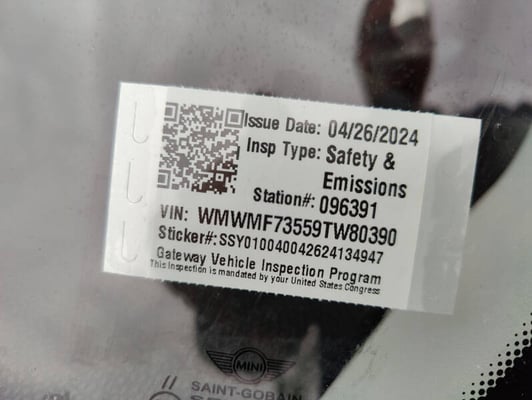 Issue Date: 04/26/2024
Insp Type: Safety &
Emissions
Station#: 096391
VIN: WMWMF73559TW80390
Sticker#: SSY010040042624134947
Gateway Vehicle Inspection Program
This Inspection is mandated by your United States Congress
MINI
SAINT-GOBAIN